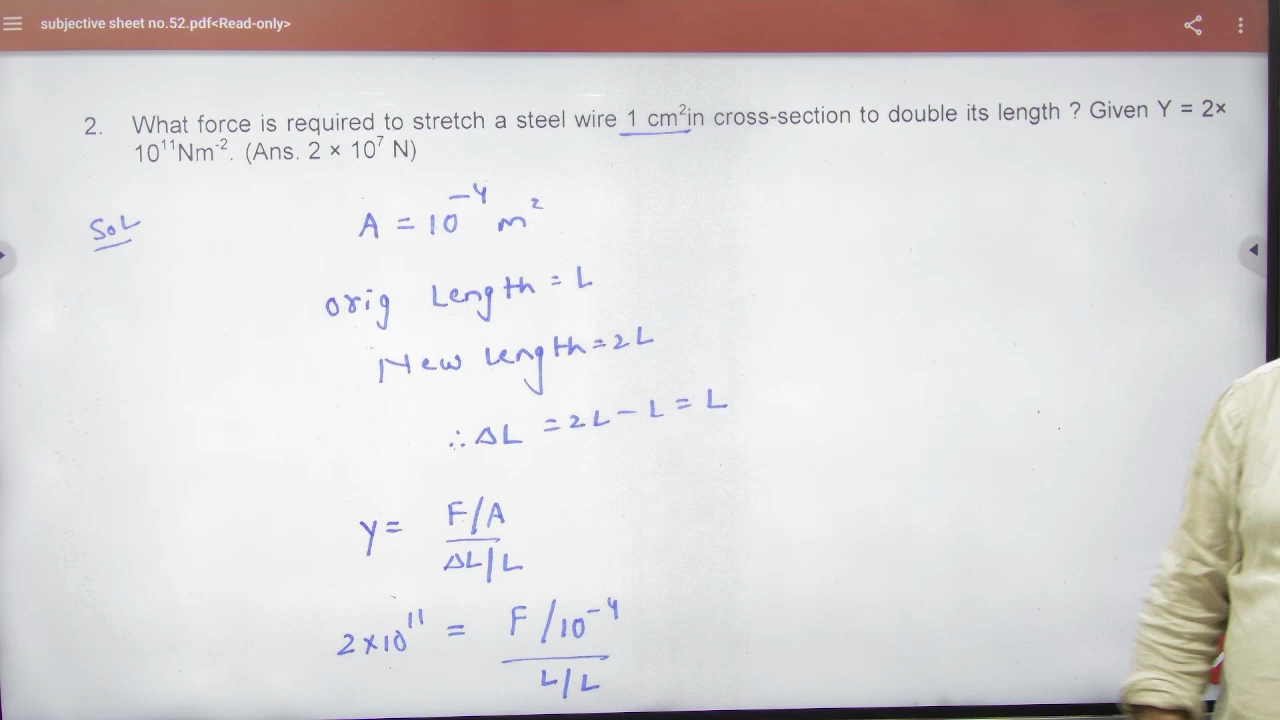 subjective sheet no.52.pdf<Read-only>
2. What force is required to stretch a steel wire 1 cm²in cross-section to double its length ? Given Y = 2×
10¹¹Nm⁻². (Ans. 2 × 10⁷ N)
Sol
A = 10⁻⁴ m²
orig Length = L
New Length = 2L
∴ ΔL = 2L - L = L
Y = F/A
ΔL/L
2×10¹¹ = F/10⁻⁴
L/L